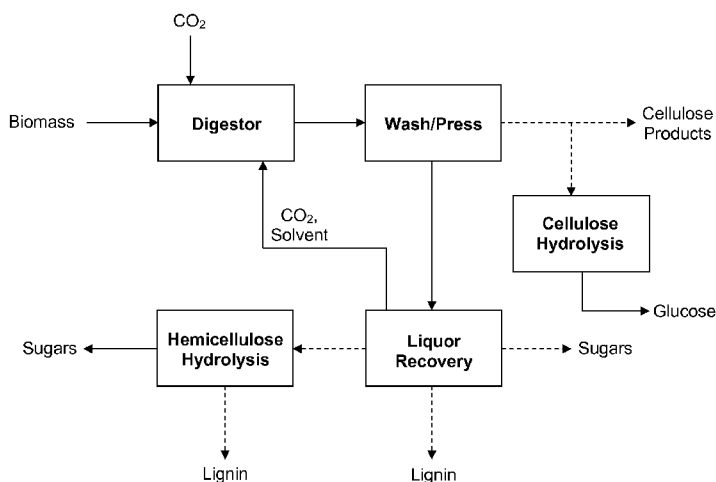 CO₂
Biomass
Digestor
Wash/Press
Cellulose
Products
CO₂,
Solvent
Cellulose
Hydrolysis
Glucose
Sugars
Hemicellulose
Hydrolysis
Liquor
Recovery
Sugars
Lignin
Lignin